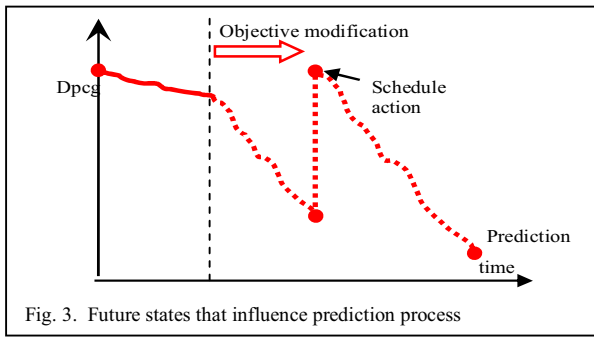 Objective modification
Dpcg
Schedule
action
Prediction
time
Fig. 3. Future states that influence prediction process